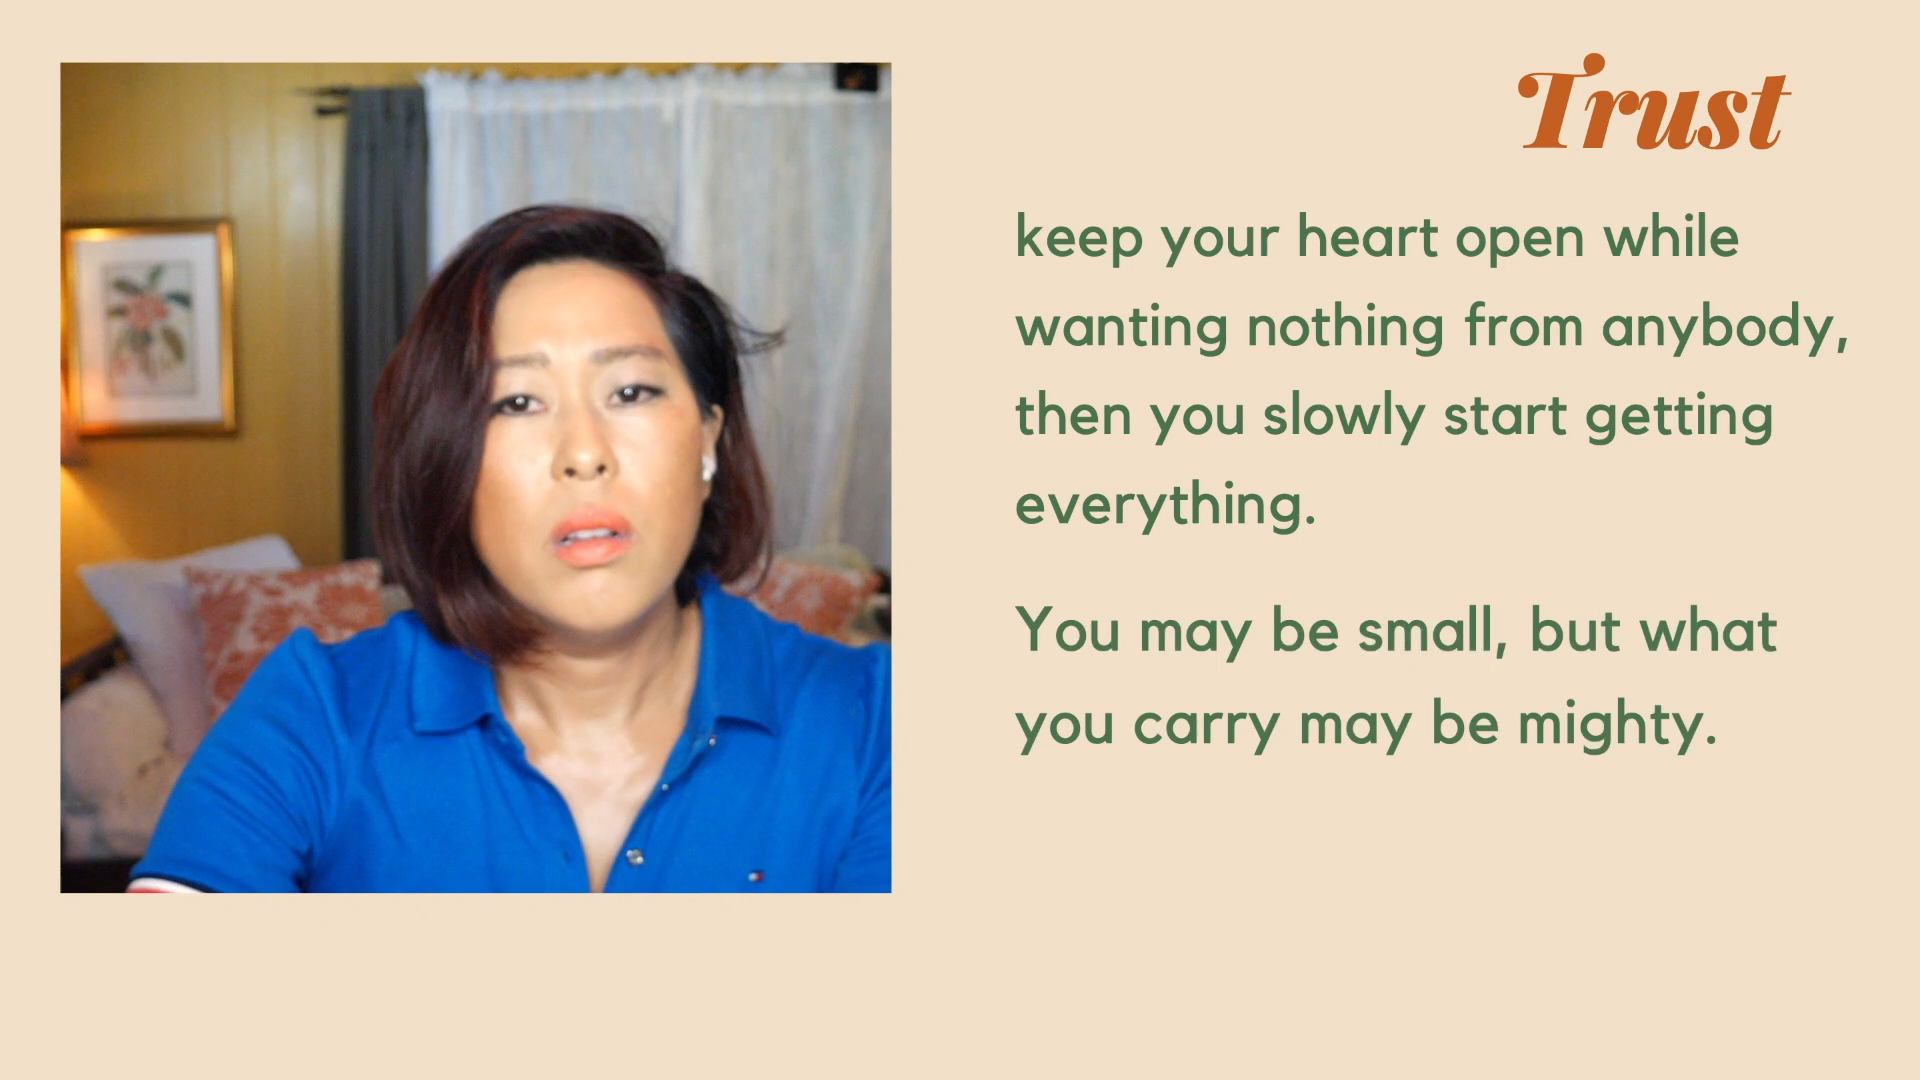 Trust
keep your heart open while
wanting nothing from anybody,
then you slowly start getting
everything.
You may be small, but what
you carry may be mighty.